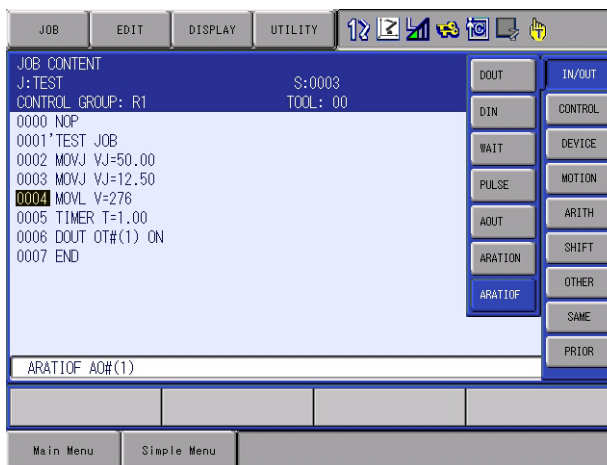 JOB EDIT DISPLAY UTILITY
JOB CONTENT
J:TEST S:0003
CONTROL GROUP: R1 TOOL: 00
0000 NOP
0001'TEST JOB
0002 MOVJ VJ=50.00
0003 MOVJ VJ=12.50
0004 MOVL V=276
0005 TIMER T=1.00
0006 DOUT OT#(1) ON
0007 END
DOUT
DIN
WAIT
PULSE
AOUT
ARATION
ARATIOF
IN/OUT
CONTROL
DEVICE
MOTION
ARITH
SHIFT
OTHER
SAME
PRIOR
ARATIOF AO#(1)
Main Menu Simple Menu